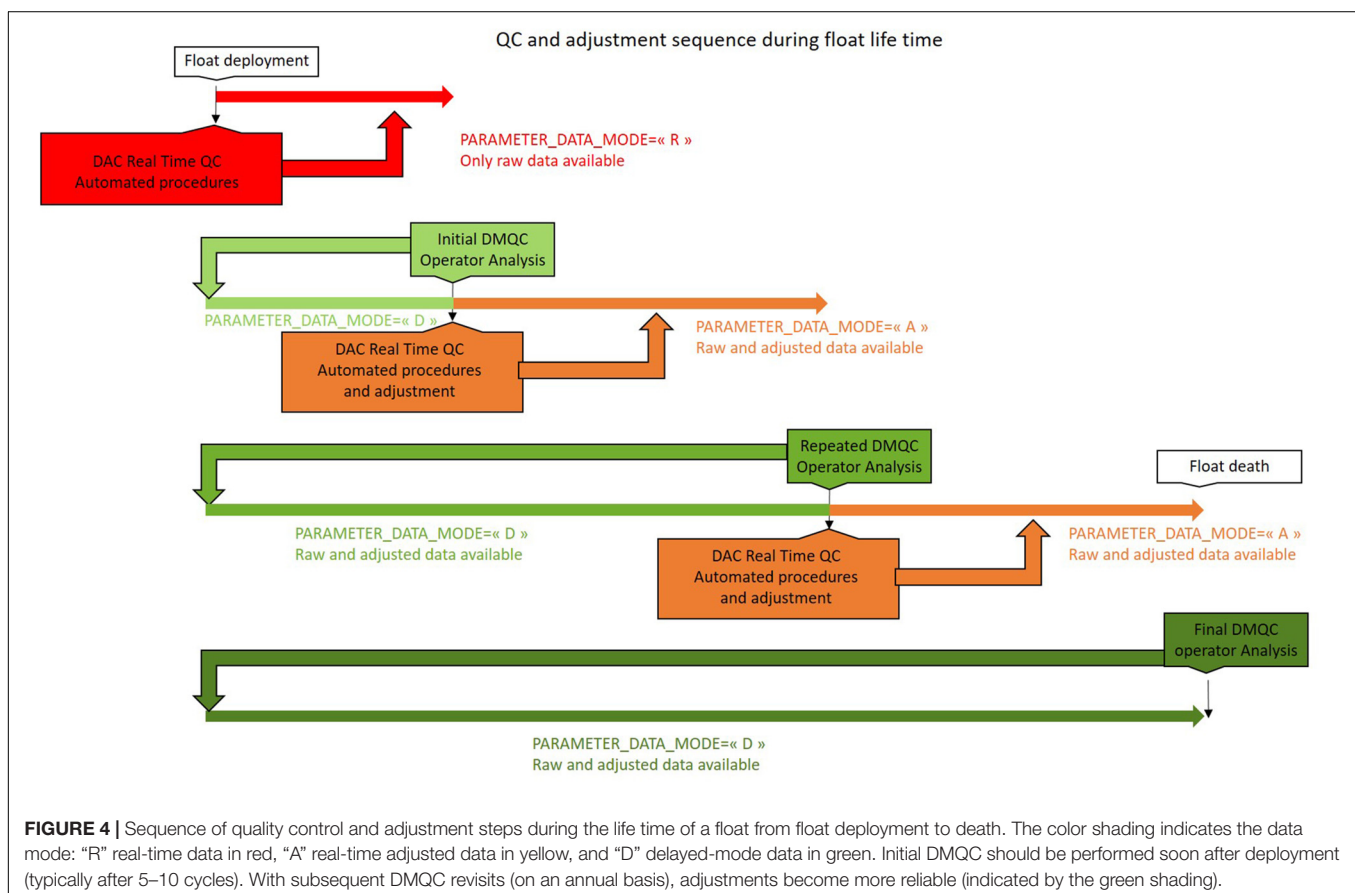 QC and adjustment sequence during float life time
Float deployment
PARAMETER_DATA_MODE=« R »
Only raw data available
DAC Real Time QC
Automated procedures
Initial DMQC
Operator Analysis
PARAMETER_DATA_MODE=« D »
PARAMETER_DATA_MODE=« A »
Raw and adjusted data available
DAC Real Time QC
Automated procedures
and adjustment
Repeated DMQC
Operator Analysis
Float death
PARAMETER_DATA_MODE=« D »
Raw and adjusted data available
PARAMETER_DATA_MODE=« A »
Raw and adjusted data available
DAC Real Time QC
Automated procedures
and adjustment
Final DMQC
operator Analysis
PARAMETER_DATA_MODE=« D »
Raw and adjusted data available
FIGURE 4 | Sequence of quality control and adjustment steps during the life time of a float from float deployment to death. The color shading indicates the data
mode: “R” real-time data in red, “A” real-time adjusted data in yellow, and “D” delayed-mode data in green. Initial DMQC should be performed soon after deployment
(typically after 5–10 cycles). With subsequent DMQC revisits (on an annual basis), adjustments become more reliable (indicated by the green shading).